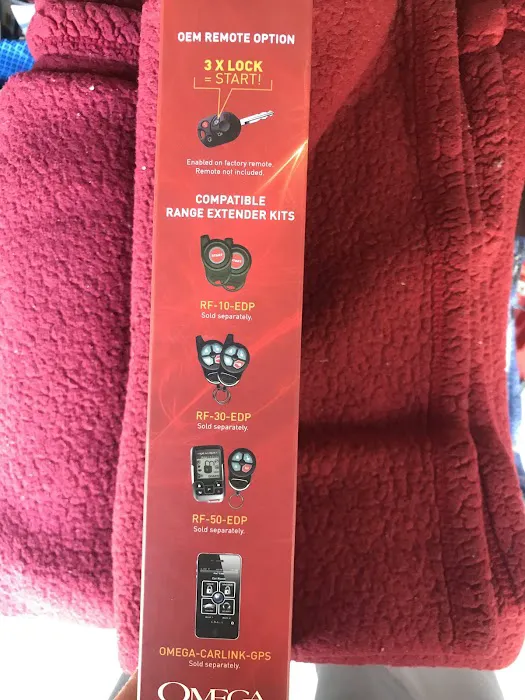 OEM REMOTE OPTION
3 X LOCK
= START!
Enabled on factory remote.
Remote not included.
COMPATIBLE
RANGE EXTENDER KITS
RF-10-EDP
Sold separately.
RF-30-EDP
Sold separately.
RF-50-EDP
Sold separately.
OMEGA-CARLINK-GPS
Sold separately.
OMEGA